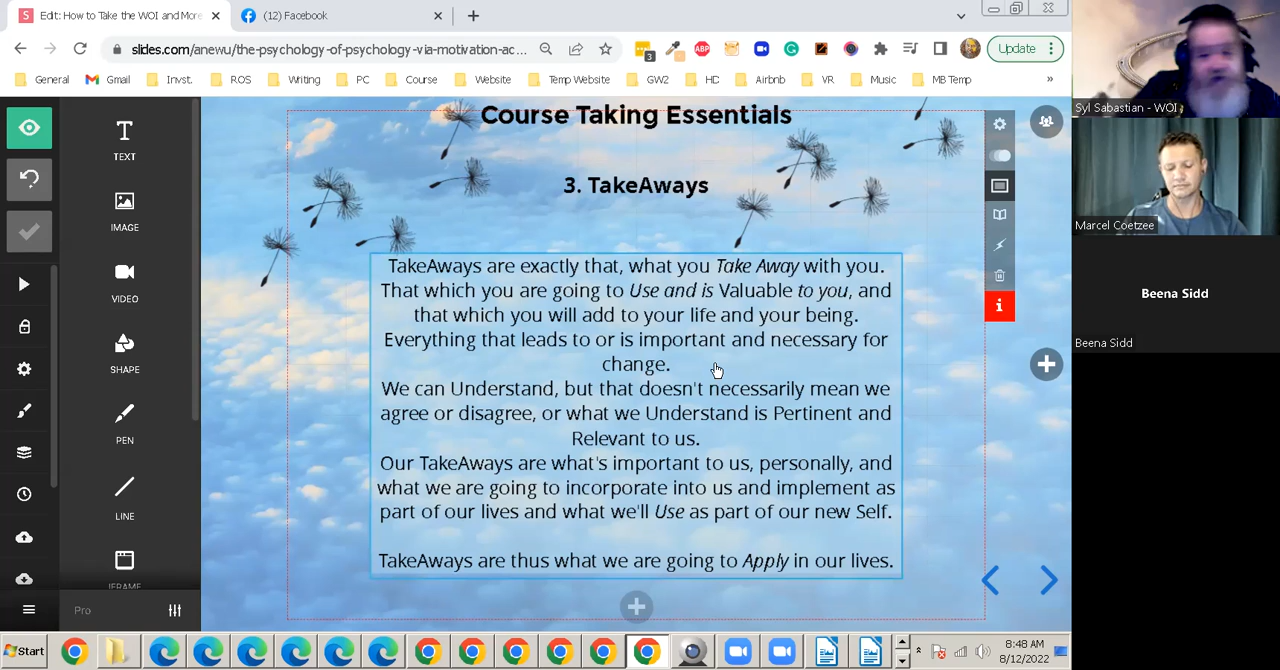 Edit: How to Take the WOI and More
(12) Facebook
slides.com/anewu/the-psychology-of-psychology-via-motivation-ac...
3
ABP
Update
General
Gmail
Invst.
ROS
Writing
PC
Course
Website
Temp Website
GW2
HD
Airbnb
VR
Music
MB Temp
»
Syl Sabastian - WOI
Marcel Coetzee
Beena Sidd
Beena Sidd
TEXT
IMAGE
VIDEO
SHAPE
PEN
LINE
IFRAME
Pro
Course Taking Essentials
3. TakeAways
TakeAways are exactly that, what you Take Away with you.
That which you are going to Use and is Valuable to you, and
that which you will add to your life and your being.
Everything that leads to or is important and necessary for
change.
We can Understand, but that doesn't necessarily mean we
agree or disagree, or what we Understand is Pertinent and
Relevant to us.
Our TakeAways are what's important to us, personally, and
what we are going to incorporate into us and implement as
part of our lives and what we'll Use as part of our new Self.
TakeAways are thus what we are going to Apply in our lives.
Start
8:48 AM
8/12/2022